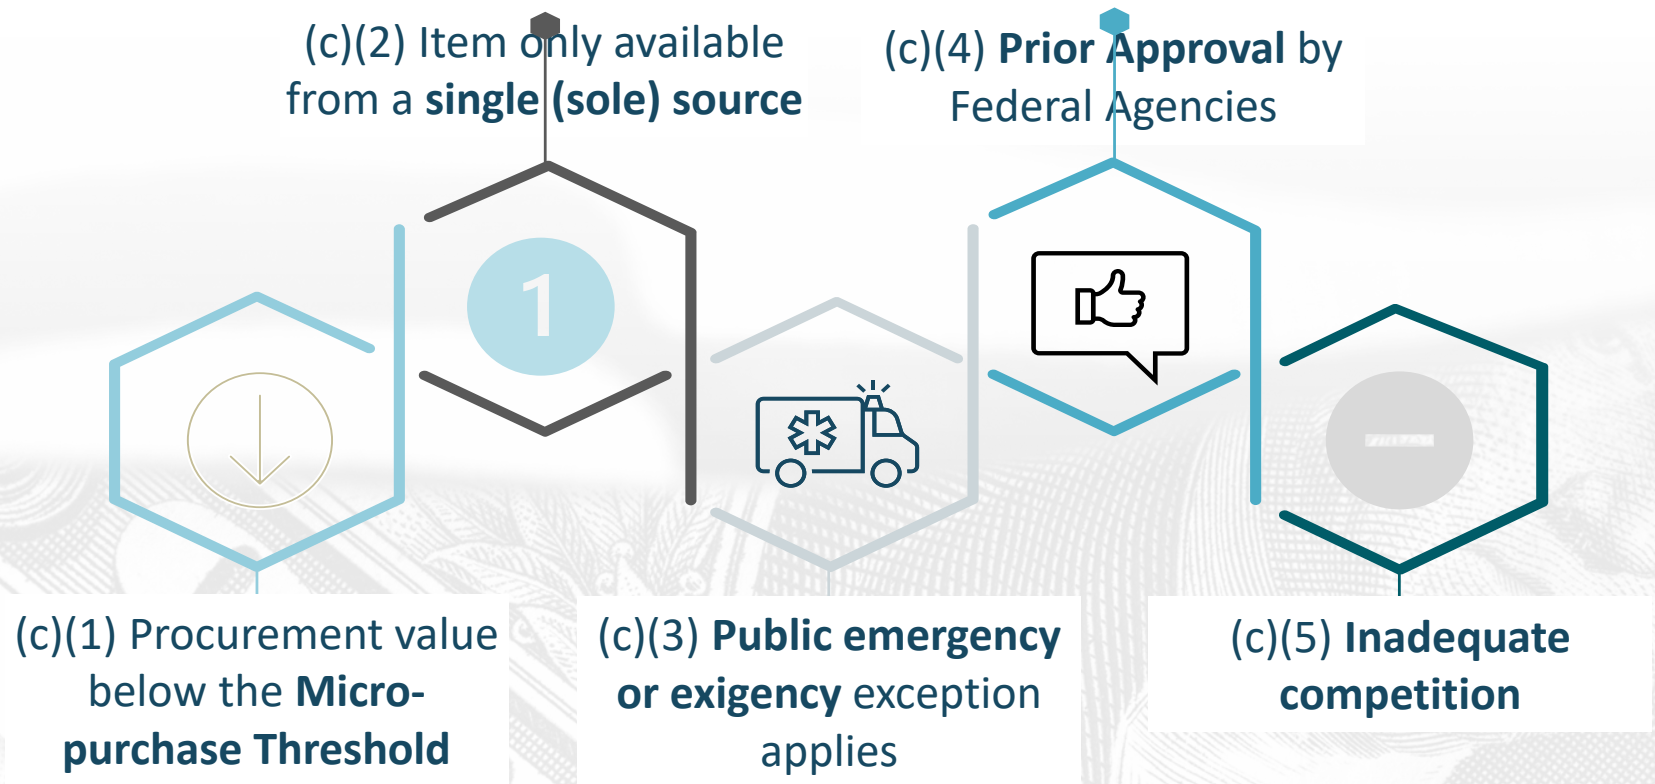 (c)(2) Item only available
from a single (sole) source
(c)(4) Prior Approval by
Federal Agencies
1
(c)(1) Procurement value
below the Micro-
purchase Threshold
(c)(3) Public emergency
or exigency exception
applies
(c)(5) Inadequate
competition